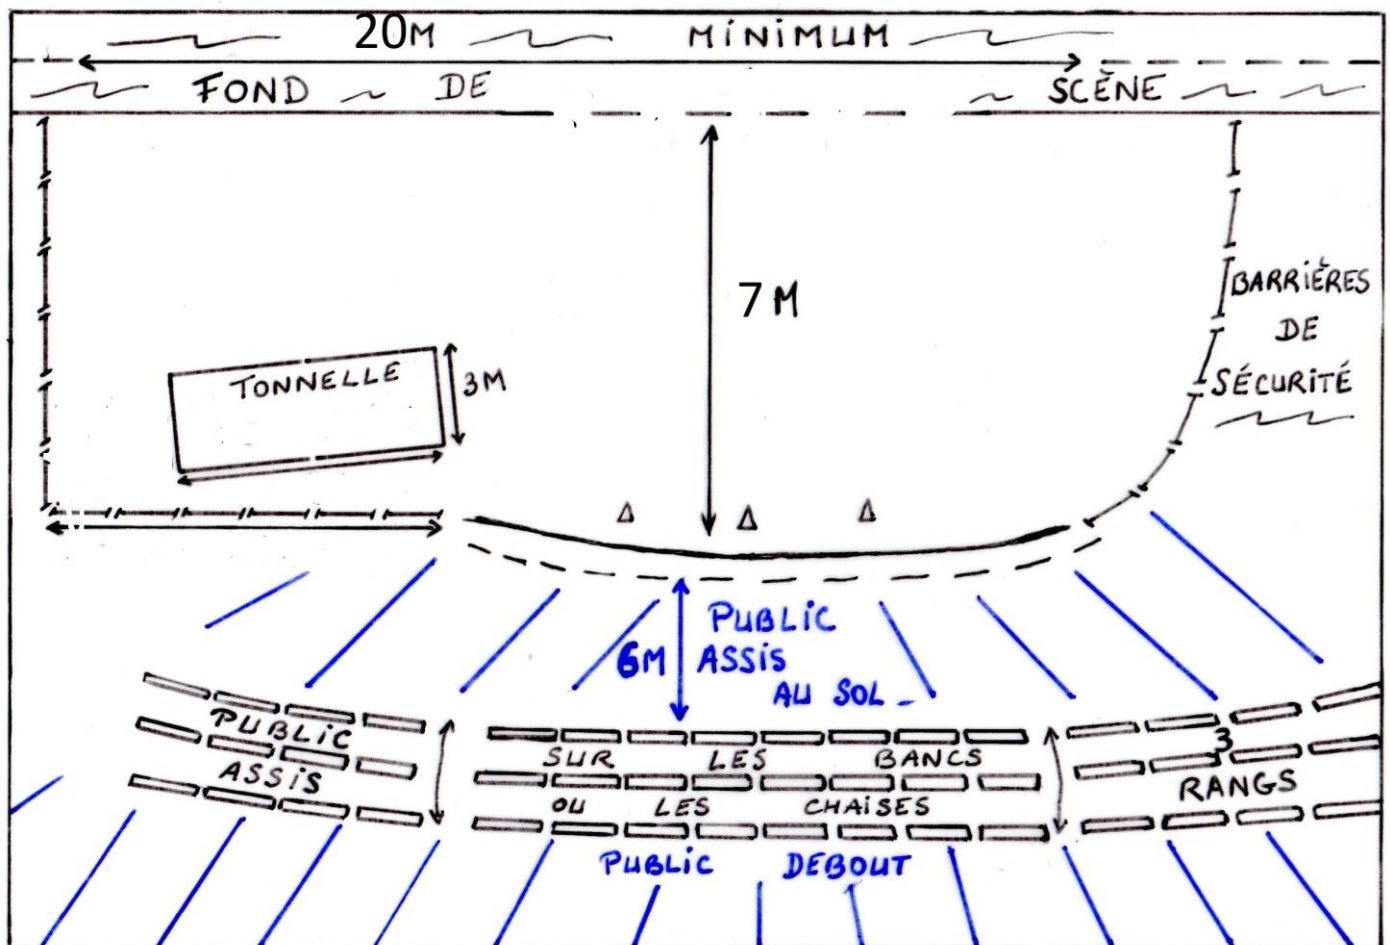 20M MINIMUM
FOND DE SCÈNE
7 M
BARRIÈRES
DE
SÉCURITÉ
TONNELLE
3M
PUBLIC
6M ASSIS
AU SOL -
PUBLIC
ASSIS
SUR LES BANCS
OU LES CHAISES
3
RANGS
PUBLIC DEBOUT